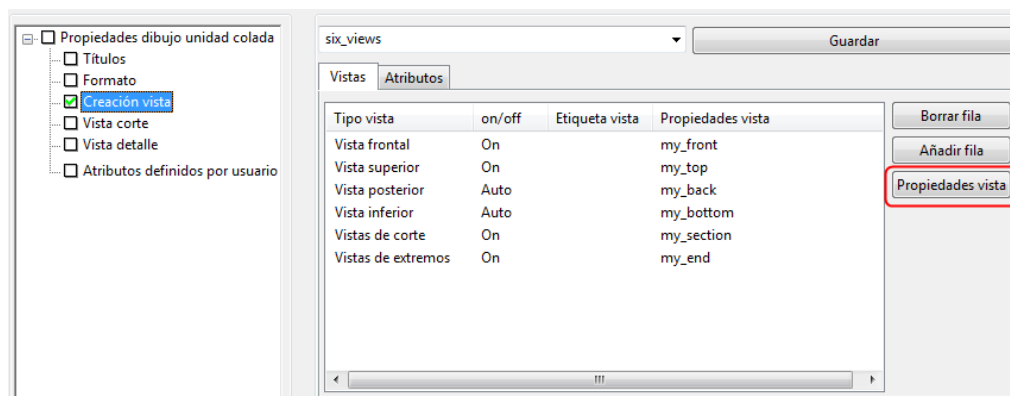 Propiedades dibujo unidad colada
Títulos
Formato
Creación vista
Vista corte
Vista detalle
Atributos definidos por usuario
six_views
Guardar
Vistas Atributos
Tipo vista on/off Etiqueta vista Propiedades vista
Vista frontal On my_front
Vista superior On my_top
Vista posterior Auto my_back
Vista inferior Auto my_bottom
Vistas de corte On my_section
Vistas de extremos On my_end
Borrar fila
Añadir fila
Propiedades vista